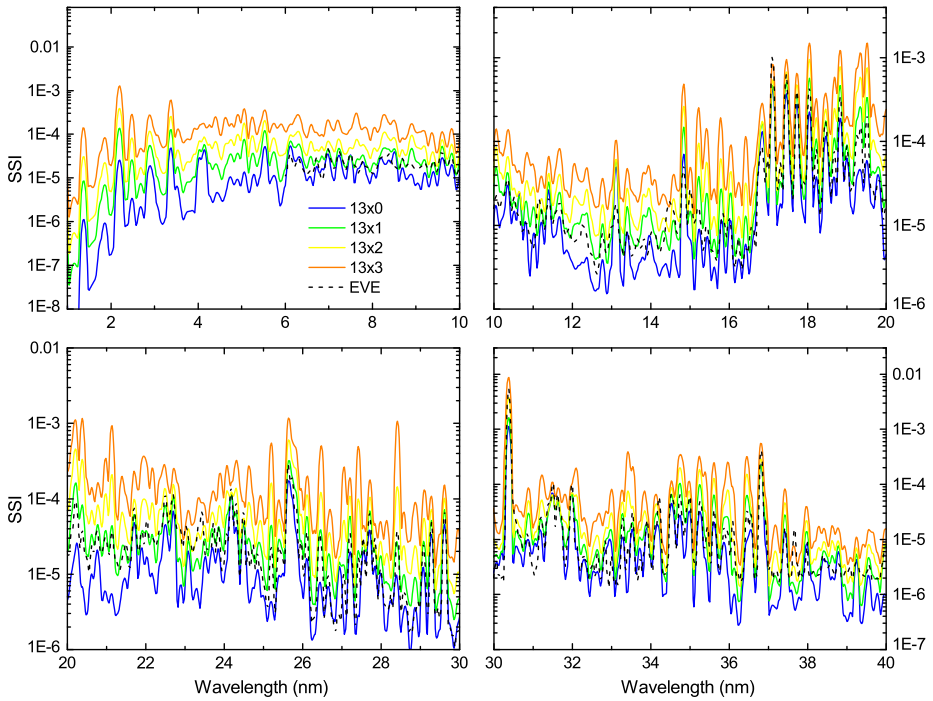 0.01
1E-3
1E-4
1E-5
1E-6
1E-7
1E-8
SSI
2 4 6 8 10
13x0
13x1
13x2
13x3
EVE
1E-3
1E-4
1E-5
1E-6
10 12 14 16 18 20
0.01
1E-3
1E-4
1E-5
1E-6
SSI
20 22 24 26 28 30
Wavelength (nm)
0.01
1E-3
1E-4
1E-5
1E-6
1E-7
30 32 34 36 38 40
Wavelength (nm)